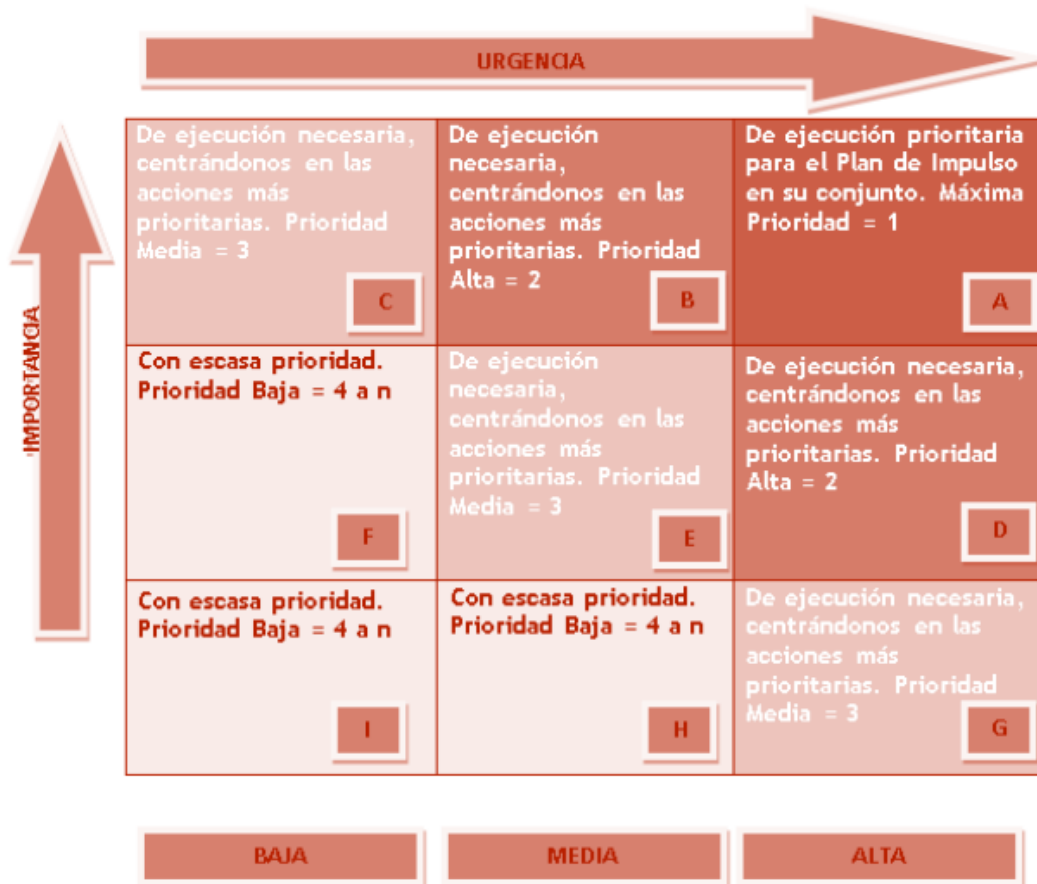 URGENCIA
IMPORTANCIA
De ejecución necesaria,
centrándonos en las
acciones más
prioritarias. Prioridad
Media = 3
C
De ejecución
necesaria,
centrándonos en las
acciones más
prioritarias. Prioridad
Alta = 2
B
De ejecución prioritaria
para el Plan de Impulso
en su conjunto. Máxima
Prioridad = 1
A
Con escasa prioridad.
Prioridad Baja = 4 a n
F
De ejecución
necesaria,
centrándonos en las
acciones más
prioritarias. Prioridad
Media = 3
E
De ejecución necesaria,
centrándonos en las
acciones más
prioritarias. Prioridad
Alta = 2
D
Con escasa prioridad.
Prioridad Baja = 4 a n
I
Con escasa prioridad.
Prioridad Baja = 4 a n
H
De ejecución necesaria,
centrándonos en las
acciones más
prioritarias. Prioridad
Media = 3
G
BAJA
MEDIA
ALTA